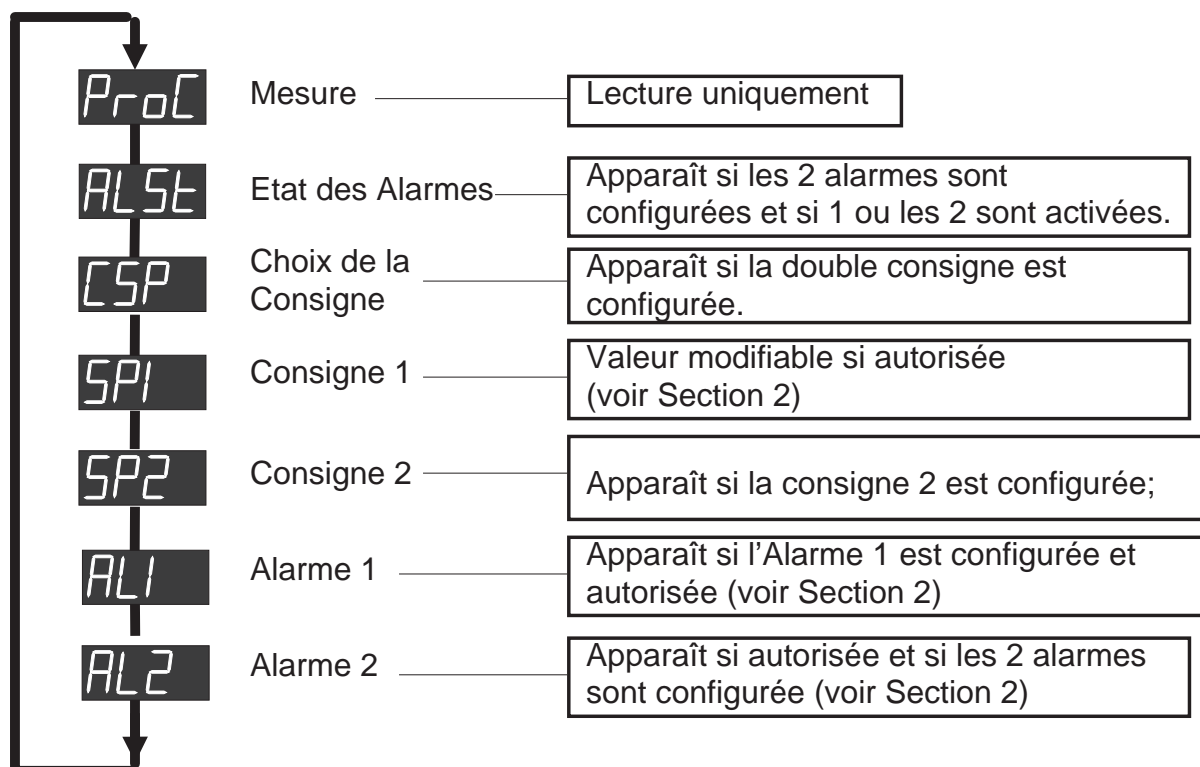 ProC Mesure Lecture uniquement
ALSt Etat des Alarmes Apparaît si les 2 alarmes sont
configurées et si 1 ou les 2 sont activées.
CSP Choix de la
Consigne
Apparaît si la double consigne est
configurée.
SP1 Consigne 1 Valeur modifiable si autorisée
(voir Section 2)
SP2 Consigne 2 Apparaît si la consigne 2 est configurée;
AL1 Alarme 1 Apparaît si l'Alarme 1 est configurée et
autorisée (voir Section 2)
AL2 Alarme 2 Apparaît si autorisée et si les 2 alarmes
sont configurée (voir Section 2)